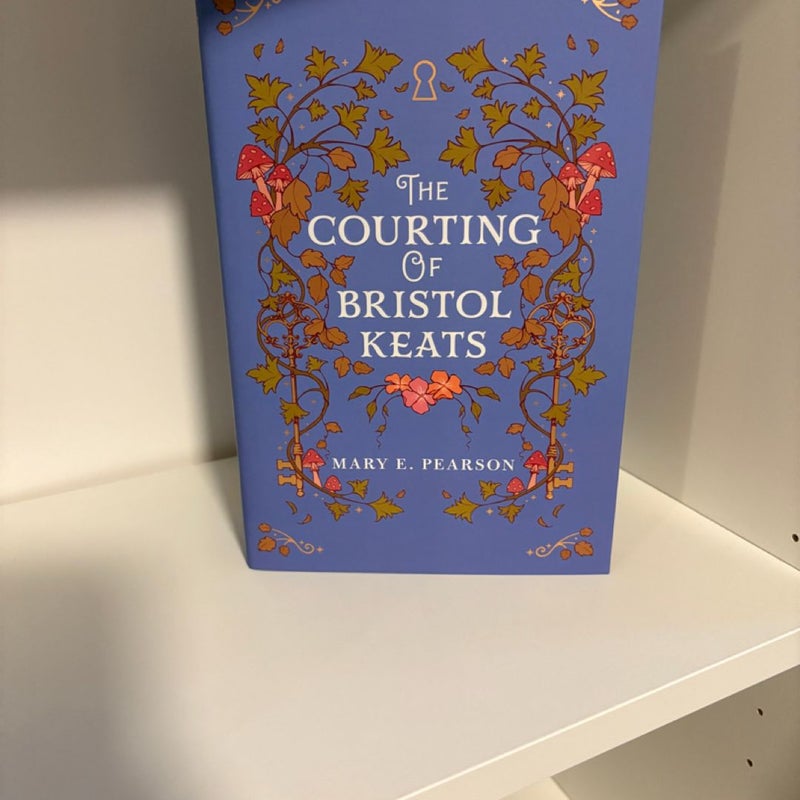 The
COURTING
OF
BRISTOL
KEATS
MARY E. PEARSON